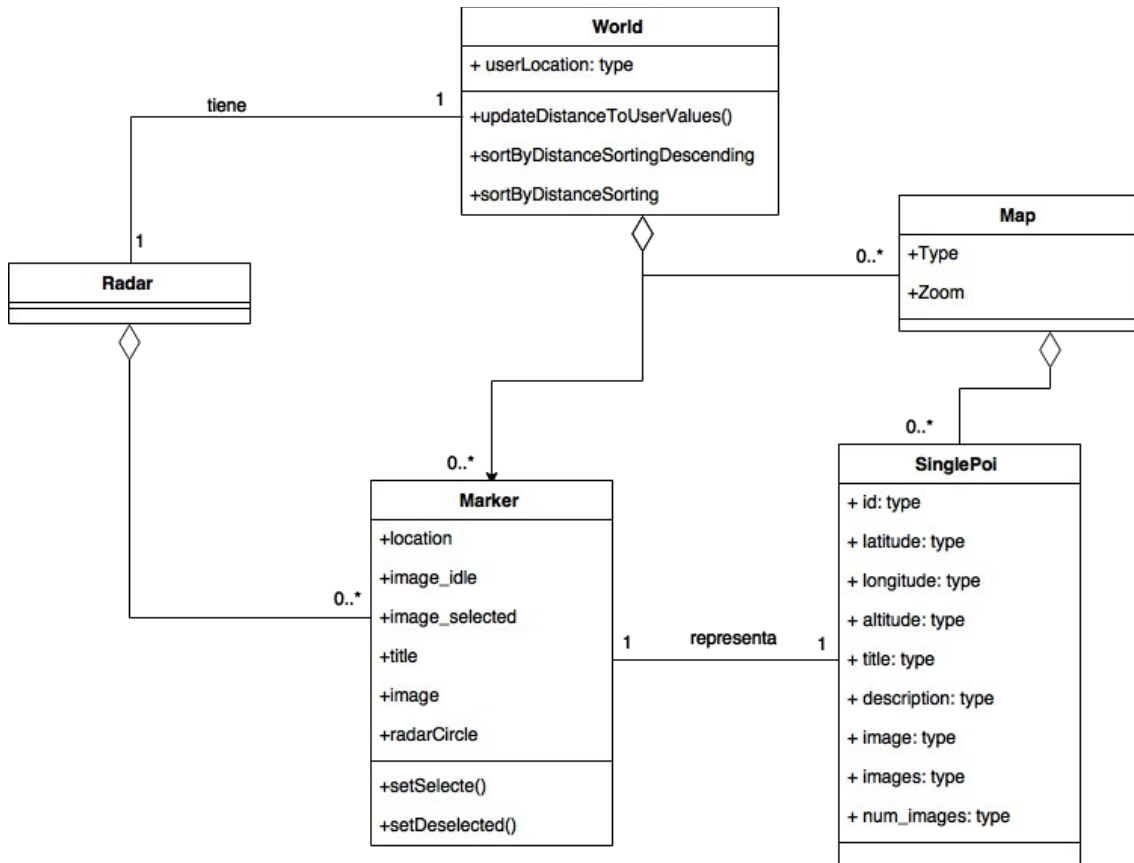 World
+ userLocation: type
+updateDistanceToUserValues()
+sortByDistanceSortingDescending
+sortByDistanceSorting
tiene
1
1
Radar
0..*
Map
+Type
+Zoom
0..*
0..*
0..*
Marker
+location
+image_idle
+image_selected
+title
+image
+radarCircle
+setSelecte()
+setDeselected()
1
representa
1
SinglePoi
+ id: type
+ latitude: type
+ longitude: type
+ altitude: type
+ title: type
+ description: type
+ image: type
+ images: type
+ num_images: type